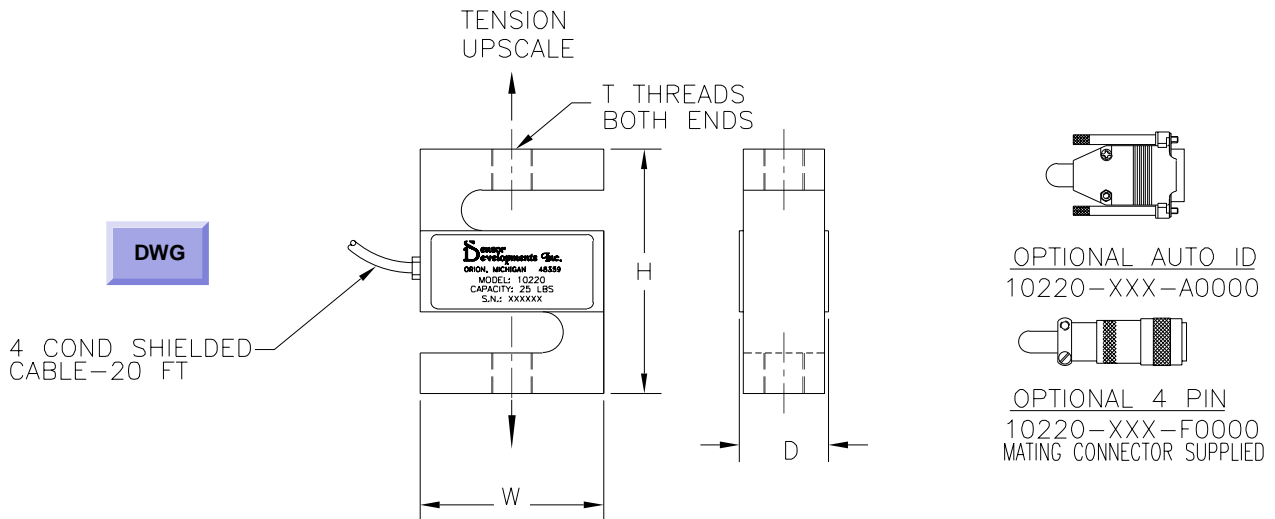 TENSION
UPSCALE
T THREADS
BOTH ENDS
DWG
Sensor
Developments Inc.
ORION, MICHIGAN 48359
MODEL: 10220
CAPACITY: 25 LBS
S.N.: XXXXXX
H
4 COND SHIELDED
CABLE-20 FT
W
D
OPTIONAL AUTO ID
10220-XXX-A0000
OPTIONAL 4 PIN
10220-XXX-F0000
MATING CONNECTOR SUPPLIED